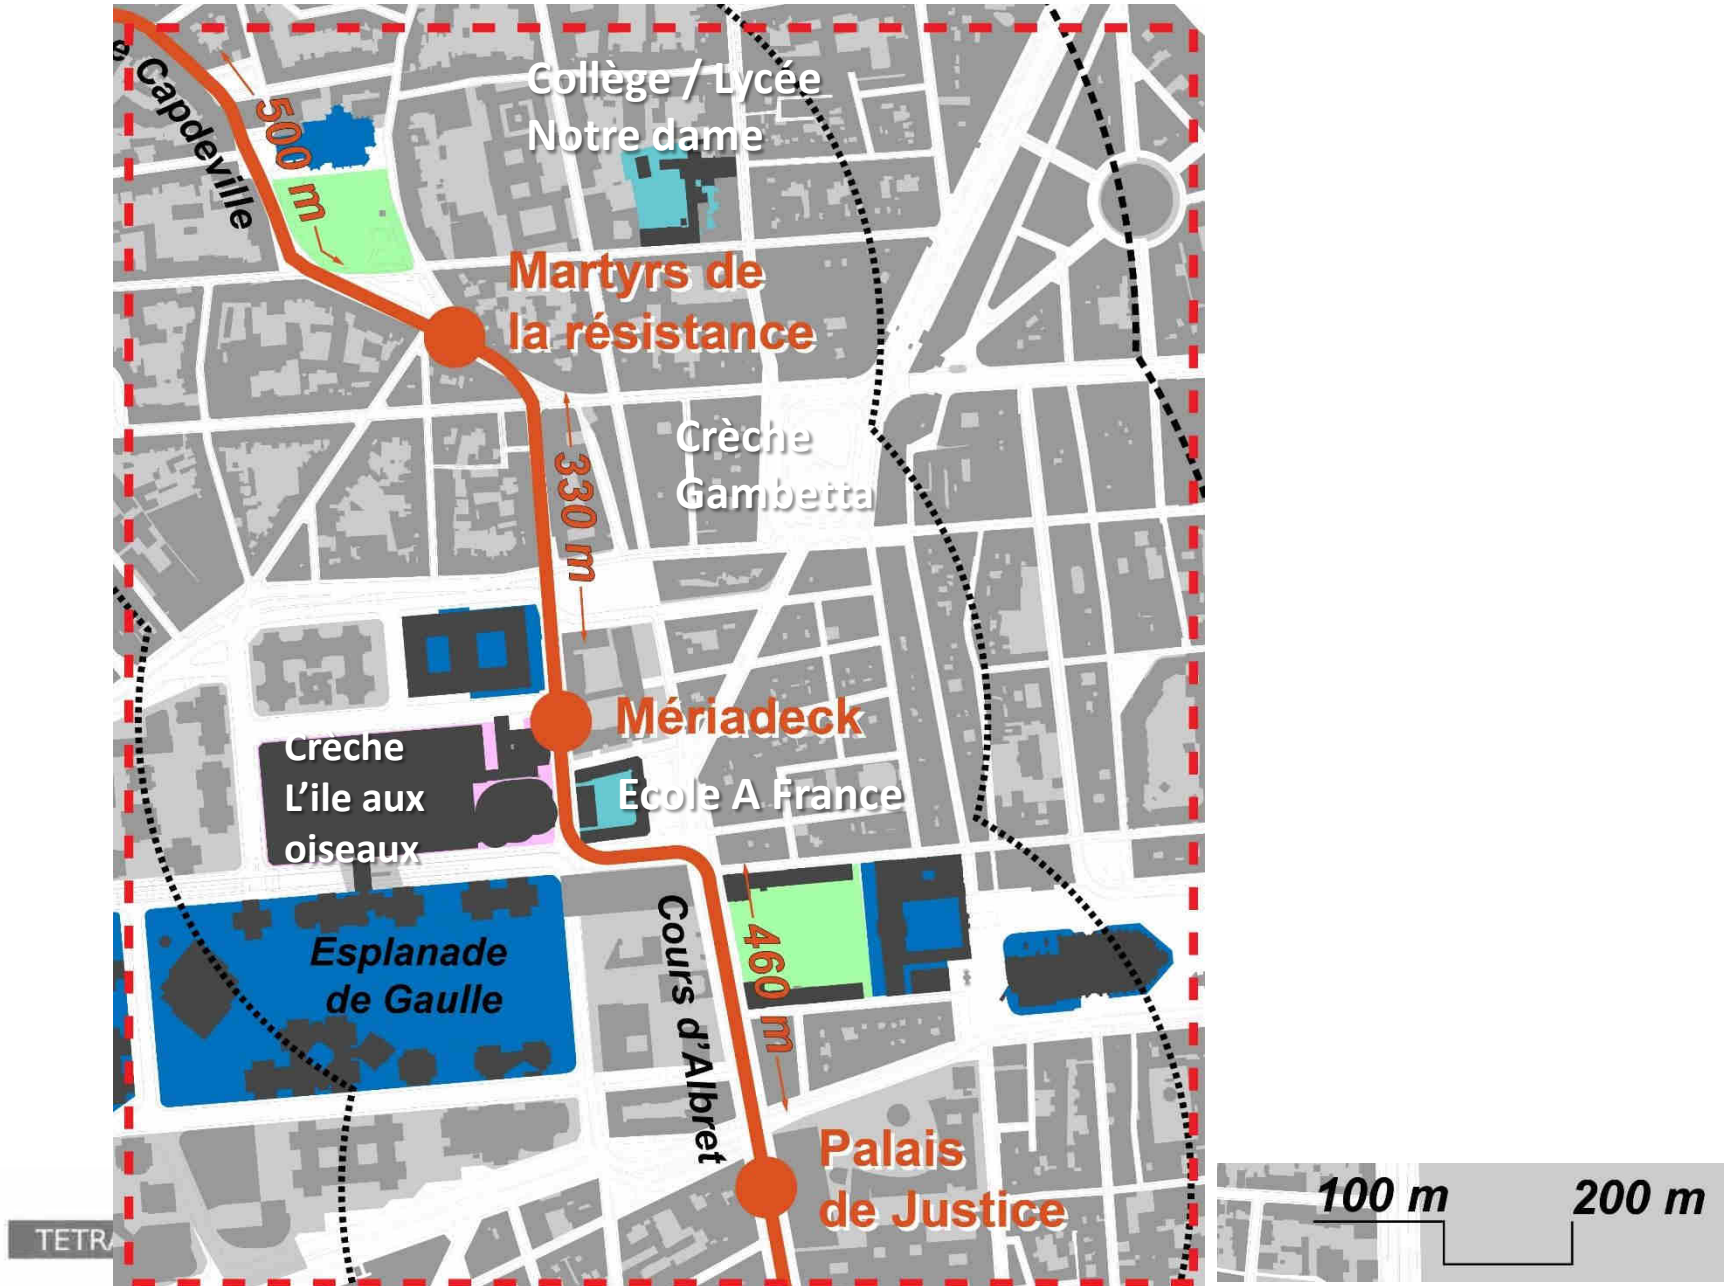 Capdeville
500 m
Collège / Lycée
Notre dame
Martyrs de
la résistance
330 m
Crèche
Gambetta
Mériadeck
Crèche
L’ile aux
oiseaux
Ecole A France
Esplanade
de Gaulle
Cours d'Albret
460 m
Palais
de Justice
100 m 200 m